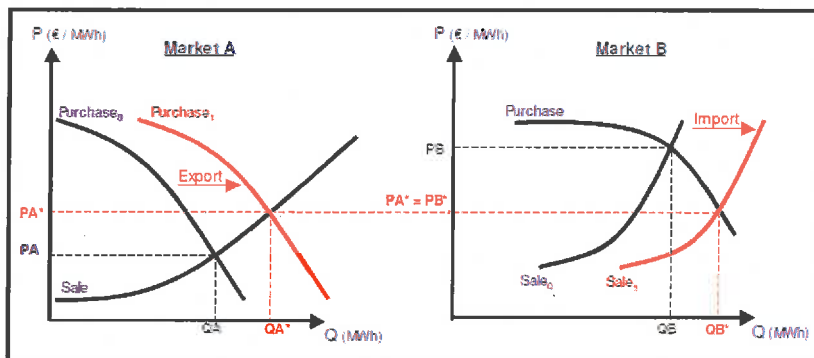 P (€ / MWh)
Market A
Purchase₀
Purchase₁
Export
PA*
PA
Sale
QA
QA*
Q (MWh)
P (€ / MWh)
Market B
Purchase
Import
PB
PA* = PB*
Sale₀
Sale₁
QB
QB*
Q (MWh)